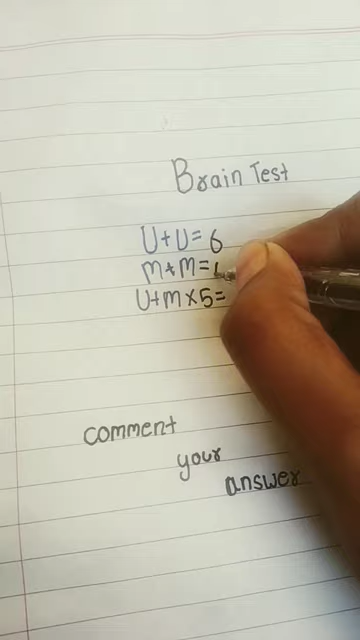 Brain Test
U+U=6
m+m=
U+m×5=
comment
your
answer